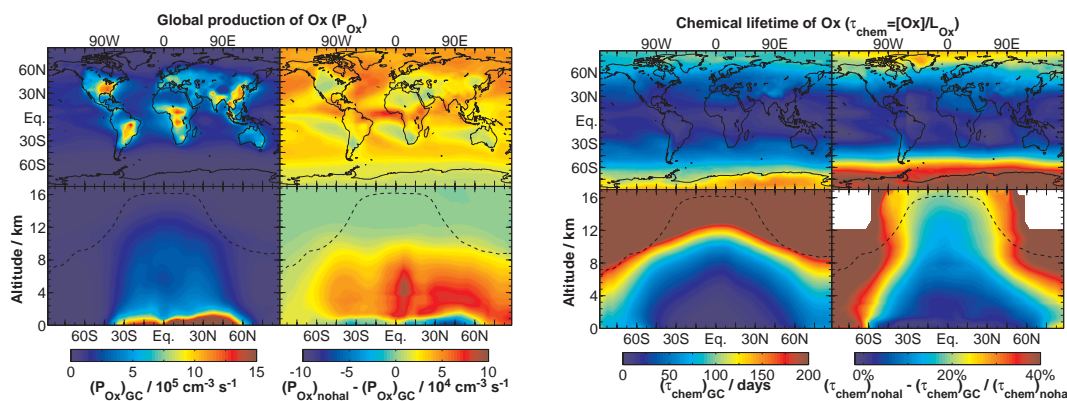 Global production of Ox (P_Ox)
90W 0 90E 90W 0 90E
60N
30N
Eq.
30S
60S
Altitude / km
16
12
8
4
0
60S 30S Eq. 30N 60N 60S 30S Eq. 30N 60N
0 5 10 15 -10 -5 0 5 10
(P_Ox)_GC / 10^5 cm^-3 s^-1 (P_Ox)_nohal - (P_Ox)_GC / 10^4 cm^-3 s^-1
Chemical lifetime of Ox (τ_chem=[Ox]/L_Ox)
90W 0 90E 90W 0 90E
60N
30N
Eq.
30S
60S
Altitude / km
16
12
8
4
0
60S 30S Eq. 30N 60N 60S 30S Eq. 30N 60N
0 50 100 150 200 0% 20% 40%
(τ_chem)_GC / days (τ_chem)_nohal - (τ_chem)_GC / (τ_chem)_noha